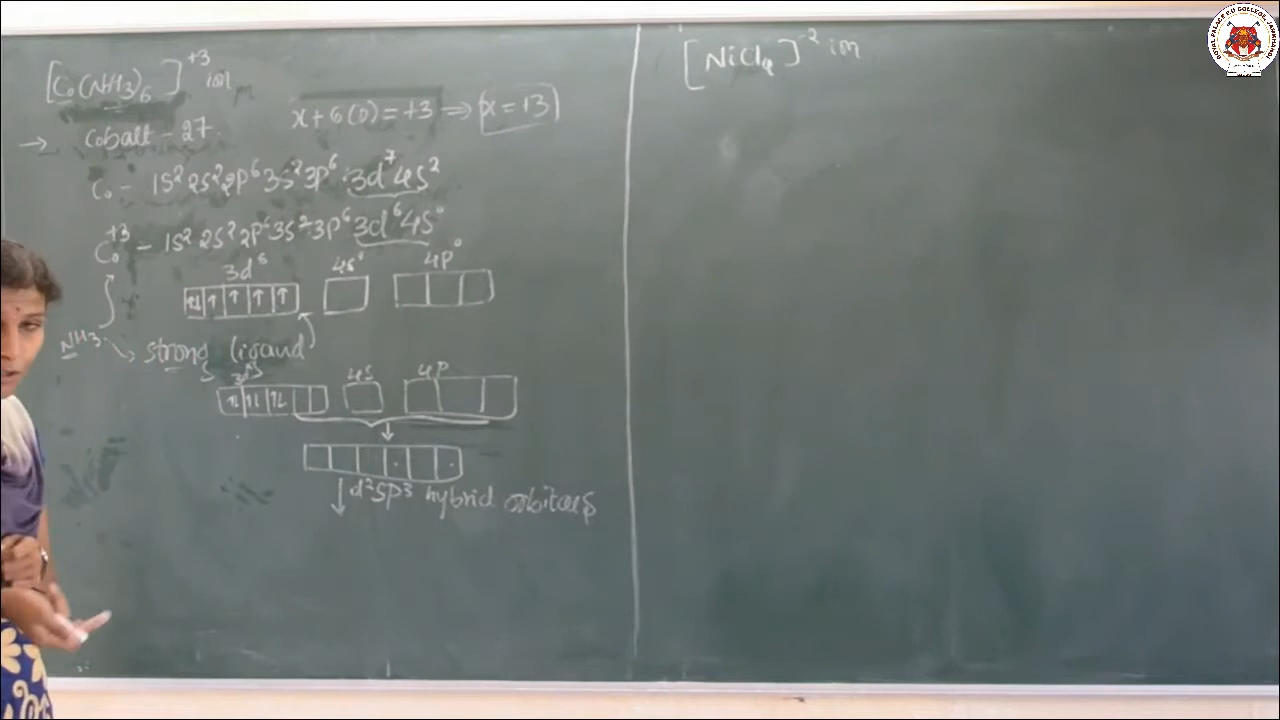 [Co(NH3)6]⁺³ ion
→ Cobalt - 27.
x + 6(0) = +3 ⇒ x = +3
Co - 1S² 2S² 2P⁶ 3S² 3P⁶ 3d⁷ 4S²
Co⁺³ - 1S² 2S² 2P⁶ 3S² 3P⁶ 3d⁶ 4S⁰
3d⁶ 4S⁰ 4P⁰
↑↓ ↑ ↑ ↑ ↑
NH3 → strong ligand
4S 4P
↑↓ ↑↓ ↑↓
↓
↓ d²SP³ hybrid orbitals
[NiCl4]⁻² ion